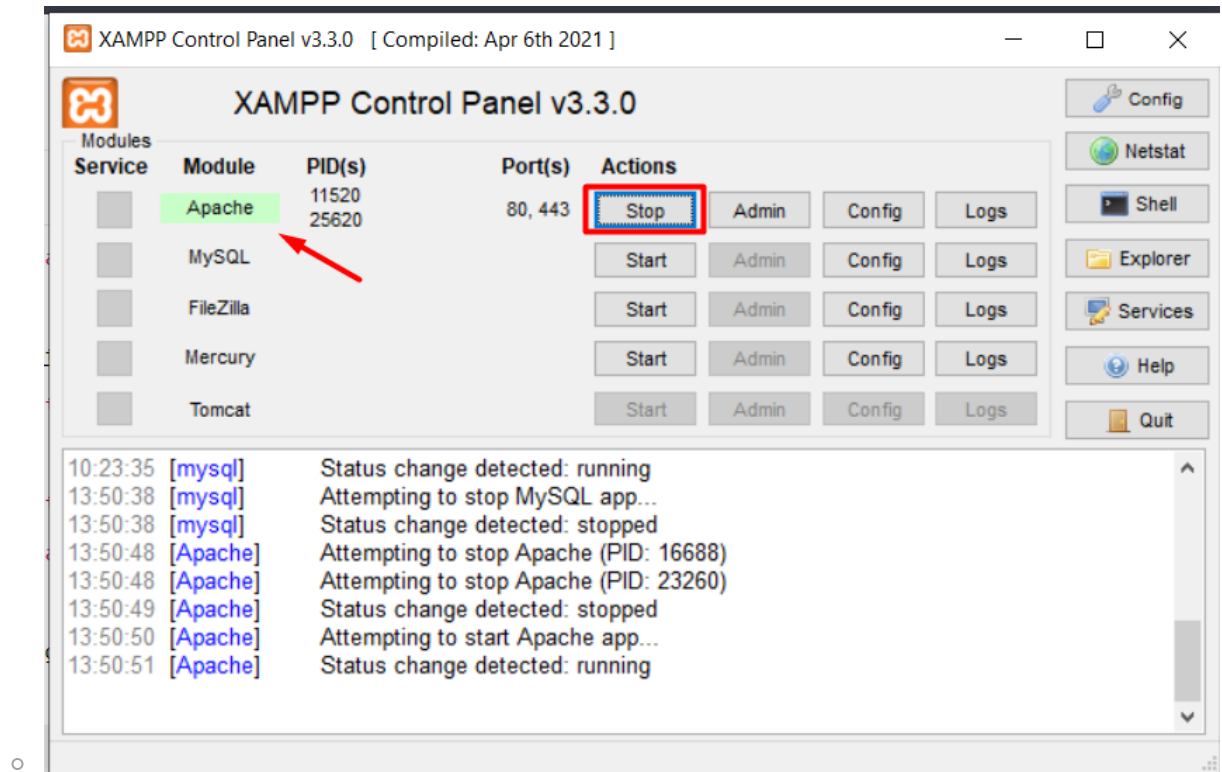 XAMPP Control Panel v3.3.0 [ Compiled: Apr 6th 2021 ]
XAMPP Control Panel v3.3.0
Config
Modules
Service Module PID(s) Port(s) Actions
Netstat
Apache 11520 25620 80, 443 Stop Admin Config Logs
Shell
MySQL Start Admin Config Logs
Explorer
FileZilla Start Admin Config Logs
Services
Mercury Start Admin Config Logs
Help
Tomcat Start Admin Config Logs
Quit
10:23:35 [mysql] Status change detected: running
13:50:38 [mysql] Attempting to stop MySQL app...
13:50:38 [mysql] Status change detected: stopped
13:50:48 [Apache] Attempting to stop Apache (PID: 16688)
13:50:48 [Apache] Attempting to stop Apache (PID: 23260)
13:50:49 [Apache] Status change detected: stopped
13:50:50 [Apache] Attempting to start Apache app...
13:50:51 [Apache] Status change detected: running